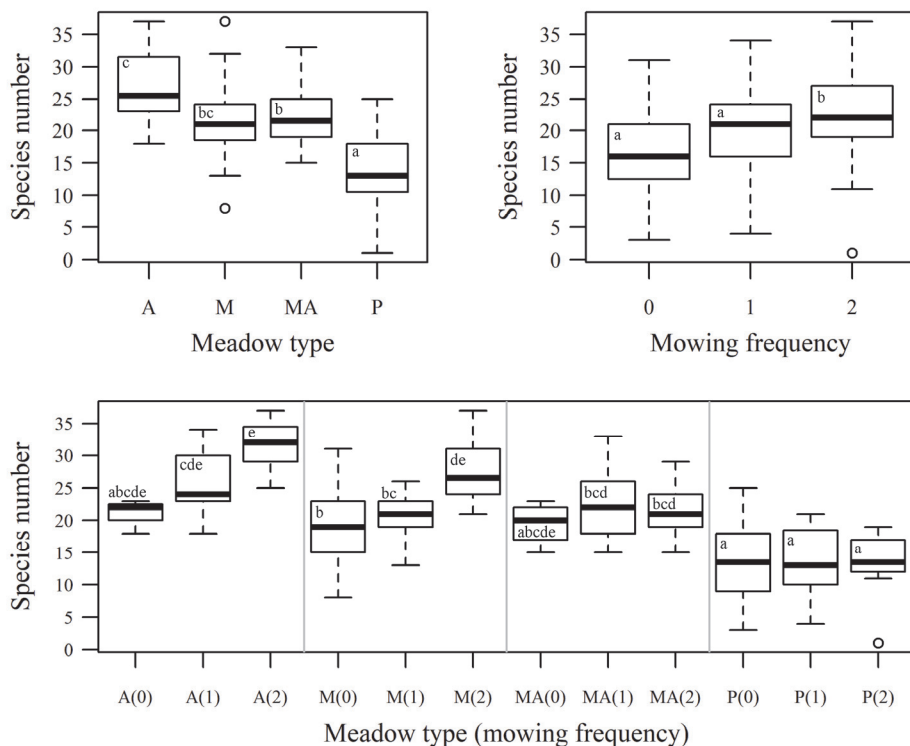 Species number
35
30
25
20
15
10
5
0
c
bc
b
a
A
M
MA
P
Meadow type
Species number
35
30
25
20
15
10
5
0
a
a
b
0
1
2
Mowing frequency
Species number
35
30
25
20
15
10
5
0
abcde
cde
e
b
bc
de
abcde
bcd
bcd
a
a
a
A(0) A(1) A(2) M(0) M(1) M(2) MA(0) MA(1) MA(2) P(0) P(1) P(2)
Meadow type (mowing frequency)